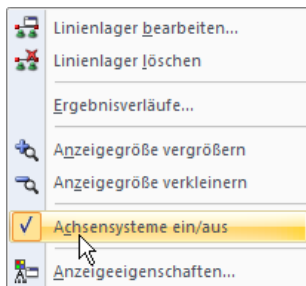 Linienlager bearbeiten...
Linienlager löschen
Ergebnisverläufe...
Anzeigegröße vergrößern
Anzeigegröße verkleinern
Achsensysteme ein/aus
Anzeigeeigenschaften...